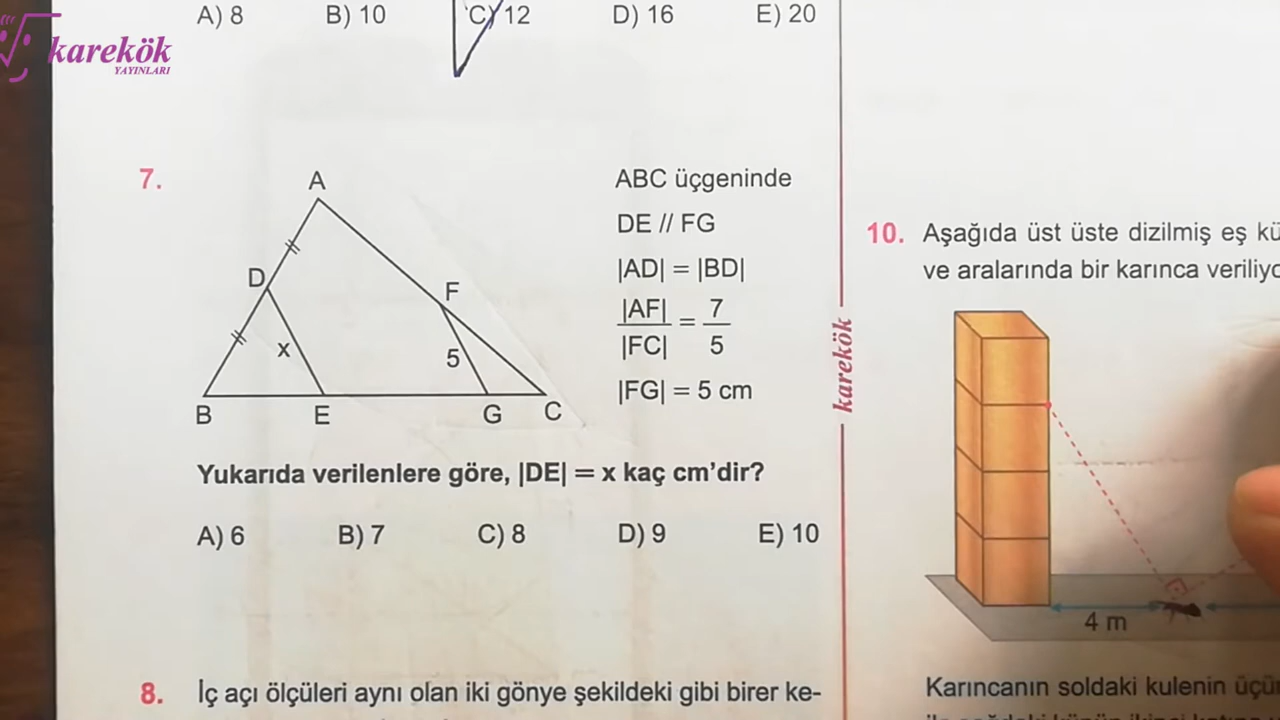 karekök
YAYINLARI
A) 8 B) 10 C) 12 D) 16 E) 20
7.
A
D
F
x
5
B E G C
ABC üçgeninde
DE // FG
|AD| = |BD|
|AF| / |FC| = 7 / 5
|FG| = 5 cm
Yukarıda verilenlere göre, |DE| = x kaç cm'dir?
A) 6 B) 7 C) 8 D) 9 E) 10
8. İç açı ölçüleri aynı olan iki gönye şekildeki gibi birer ke-
karekök
10. Aşağıda üst üste dizilmiş eş kü
ve aralarında bir karınca veriliyo
4 m
Karıncanın soldaki kulenin üçü